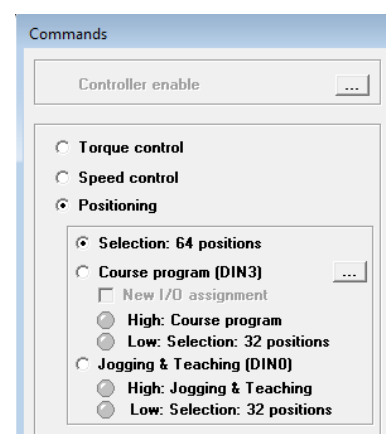 Commands
Controller enable ...
Torque control
Speed control
Positioning
Selection: 64 positions
Course program (DIN3) ...
New I/O assignment
High: Course program
Low: Selection: 32 positions
Jogging & Teaching (DIN0)
High: Jogging & Teaching
Low: Selection: 32 positions